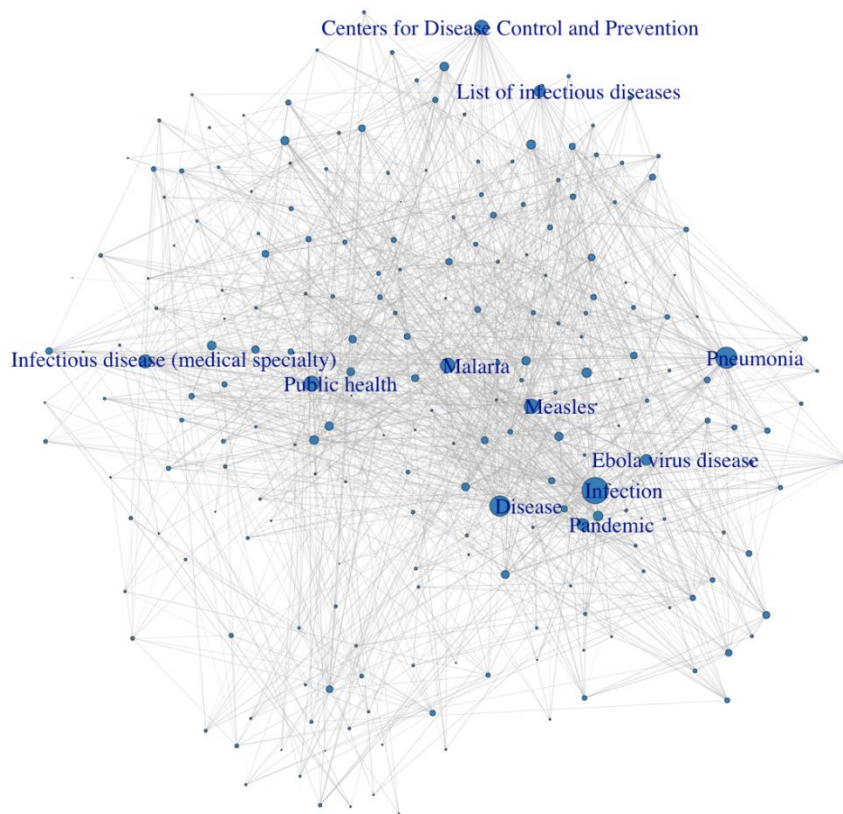 Centers for Disease Control and Prevention
List of infectious diseases
Infectious disease (medical specialty)
Malaria
Pneumonia
Public health
Measles
Ebola virus disease
Infection
Disease
Pandemic